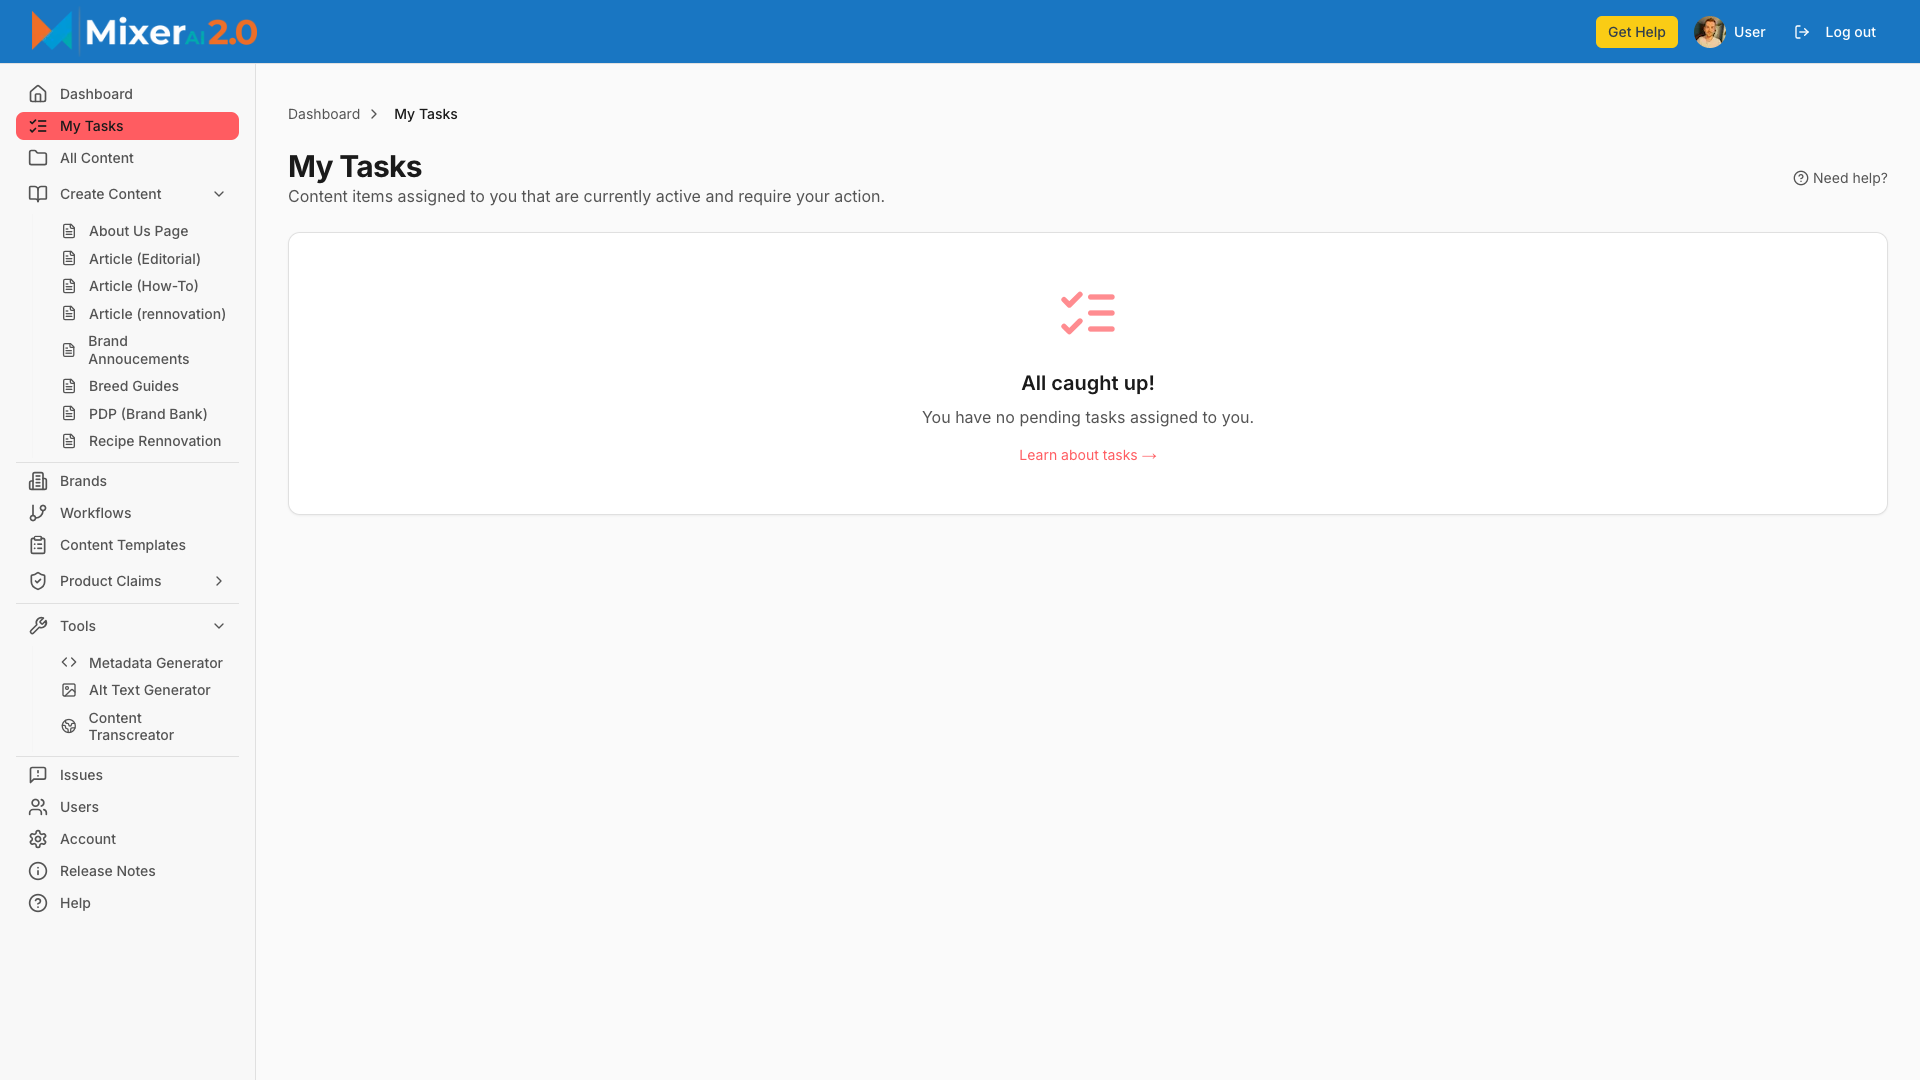 MixerAI 2.0
Get Help
User
Log out
Dashboard
My Tasks
All Content
Create Content
About Us Page
Article (Editorial)
Article (How-To)
Article (rennovation)
Brand
Annoucements
Breed Guides
PDP (Brand Bank)
Recipe Rennovation
Brands
Workflows
Content Templates
Product Claims
Tools
Metadata Generator
Alt Text Generator
Content
Transcreator
Issues
Users
Account
Release Notes
Help
Dashboard
My Tasks
My Tasks
Content items assigned to you that are currently active and require your action.
Need help?
All caught up!
You have no pending tasks assigned to you.
Learn about tasks →